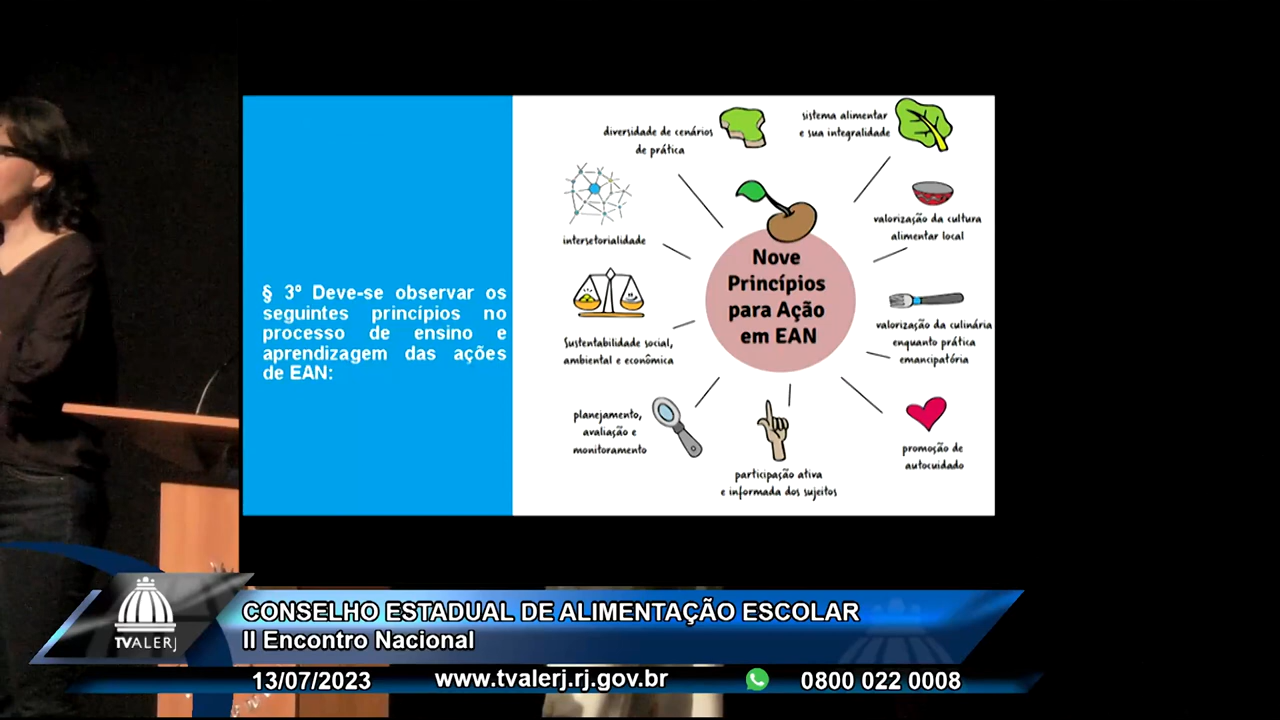 § 3º Deve-se observar os
seguintes princípios no
processo de ensino e
aprendizagem das ações
de EAN:
diversidade de cenários
de prática
sistema alimentar
e sua integralidade
intersetorialidade
valorização da cultura
alimentar local
Nove
Princípios
para Ação
em EAN
Sustentabilidade social,
ambiental e econômica
valorização da culinária
enquanto prática
emancipatória
planejamento,
avaliação e
monitoramento
participação ativa
e informada dos sujeitos
promoção de
autocuidado
TVALERJ
CONSELHO ESTADUAL DE ALIMENTAÇÃO ESCOLAR
II Encontro Nacional
13/07/2023
www.tvalerj.rj.gov.br
0800 022 0008